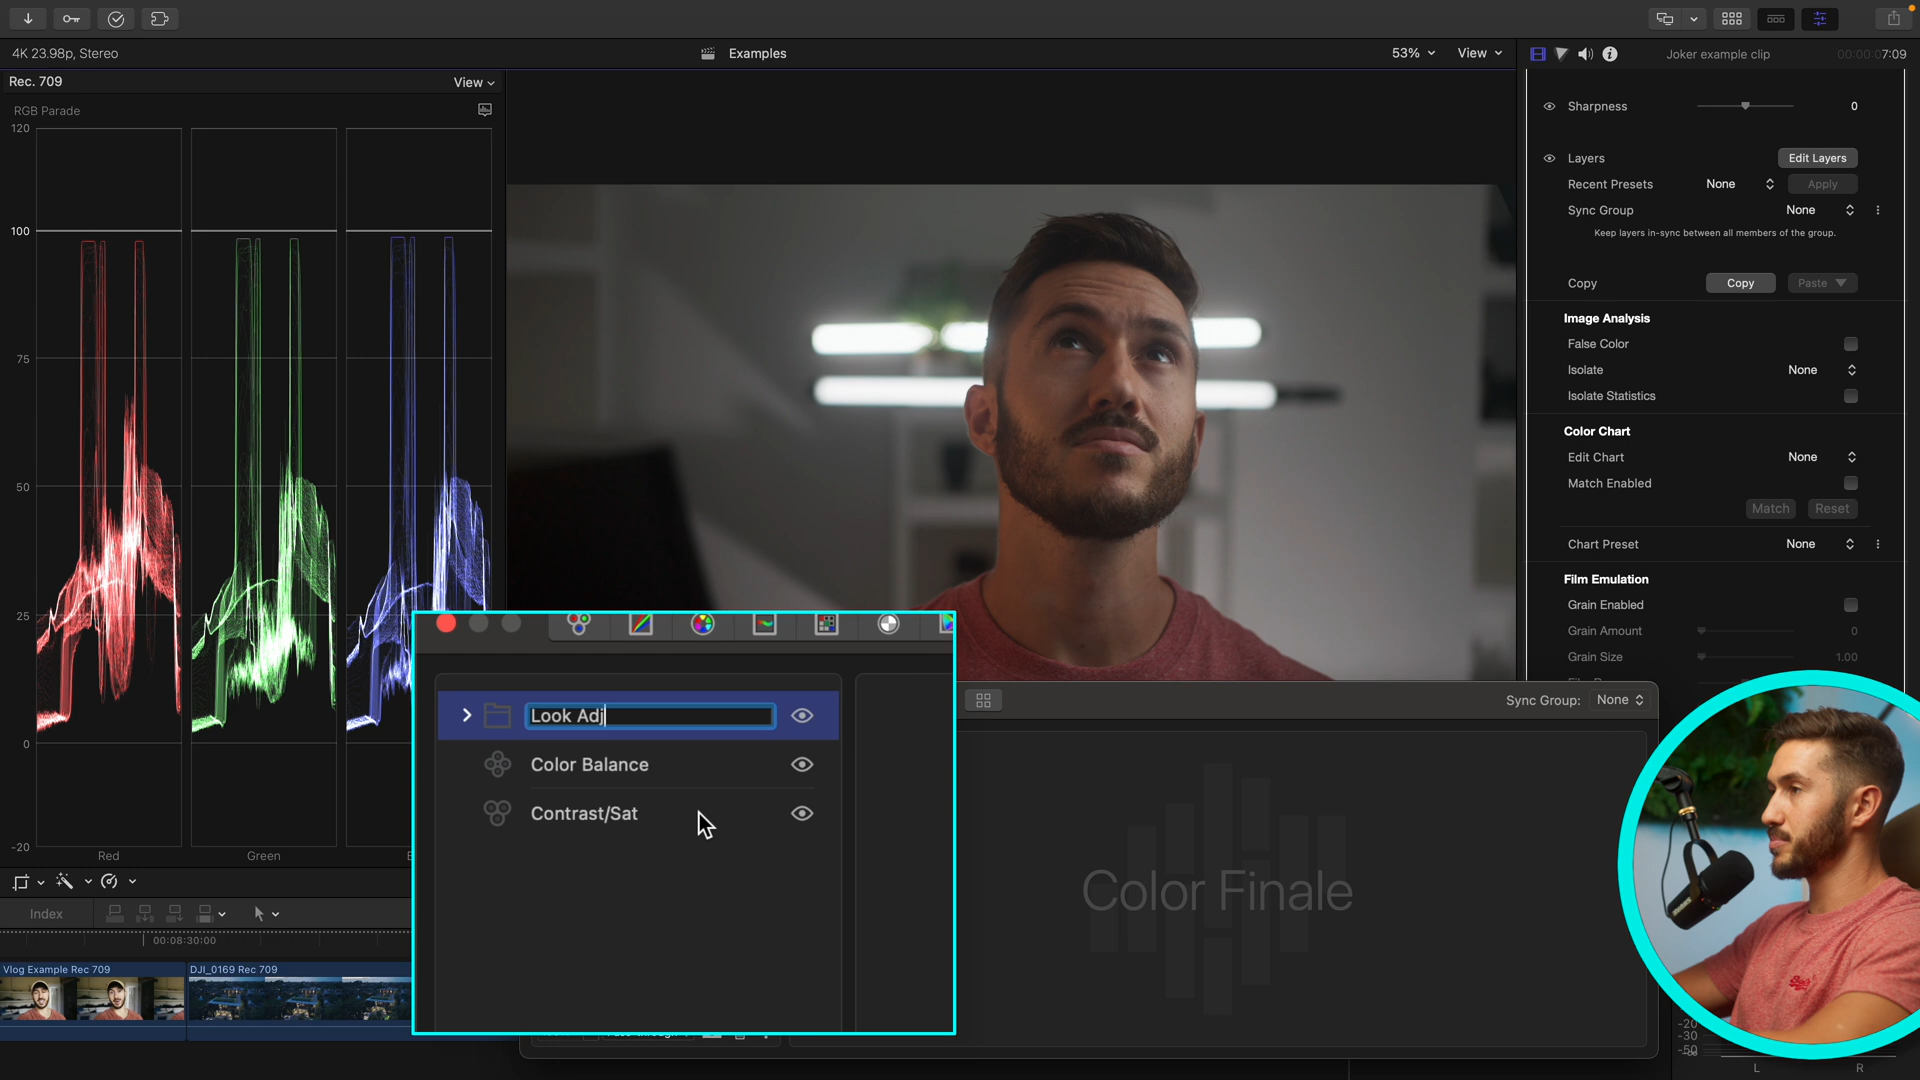 4K 23.98p, Stereo
Examples
53%
View
Joker example clip
00:00:07:09
Rec. 709
View
RGB Parade
120
100
75
50
25
0
-20
Red
Green
Sharpness
0
Layers
Edit Layers
Recent Presets
None
Apply
Sync Group
None
Keep layers in-sync between all members of the group.
Copy
Copy
Paste
Image Analysis
False Color
Isolate
None
Isolate Statistics
Color Chart
Edit Chart
None
Match Enabled
Match
Reset
Chart Preset
None
Film Emulation
Grain Enabled
Grain Amount
0
Grain Size
1.00
Look Adj
Color Balance
Contrast/Sat
Sync Group:
None
Color Finale
Index
00:08:30:00
Vlog Example Rec 709
DJI_0169 Rec 709
-20
-30
-50
L
R